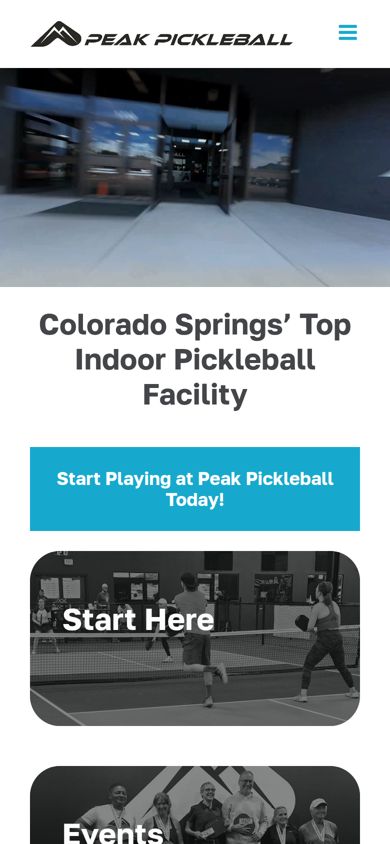 PEAK PICKLEBALL
Colorado Springs’ Top
Indoor Pickleball
Facility
Start Playing at Peak Pickleball
Today!
Start Here
Events